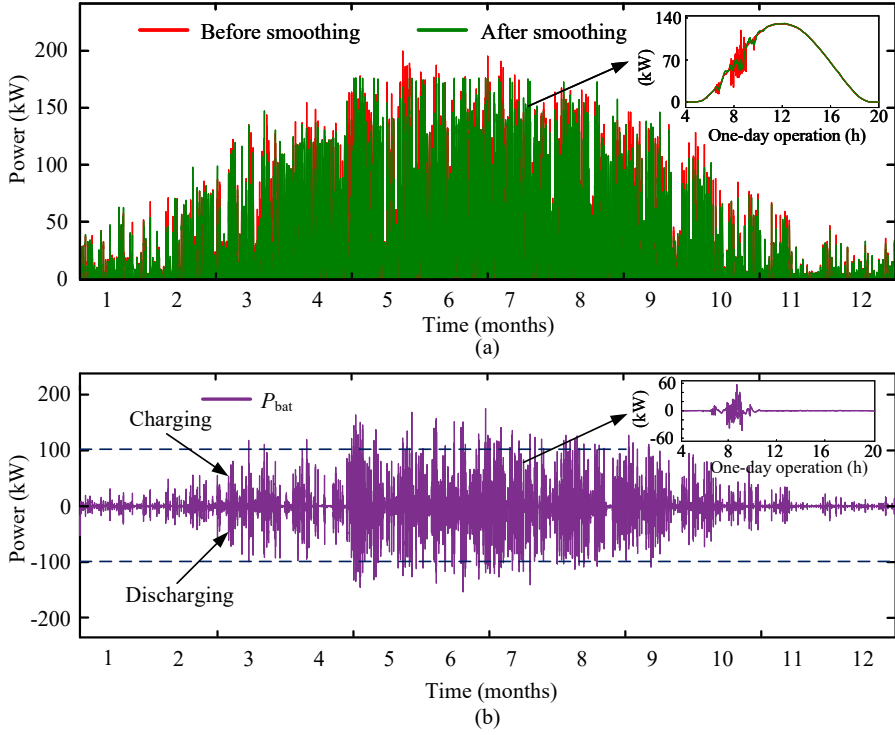 (a)
Before smoothing
After smoothing
Power (kW)
200
150
100
50
0
1 2 3 4 5 6 7 8 9 10 11 12
Time (months)
(kW)
140
70
0
4 8 12 16 20
One-day operation (h)
(a)
P_bat
Charging
Discharging
Power (kW)
200
100
0
-100
-200
1 2 3 4 5 6 7 8 9 10 11 12
Time (months)
(kW)
60
0
-60
4 8 12 16 20
One-day operation (h)
(b)